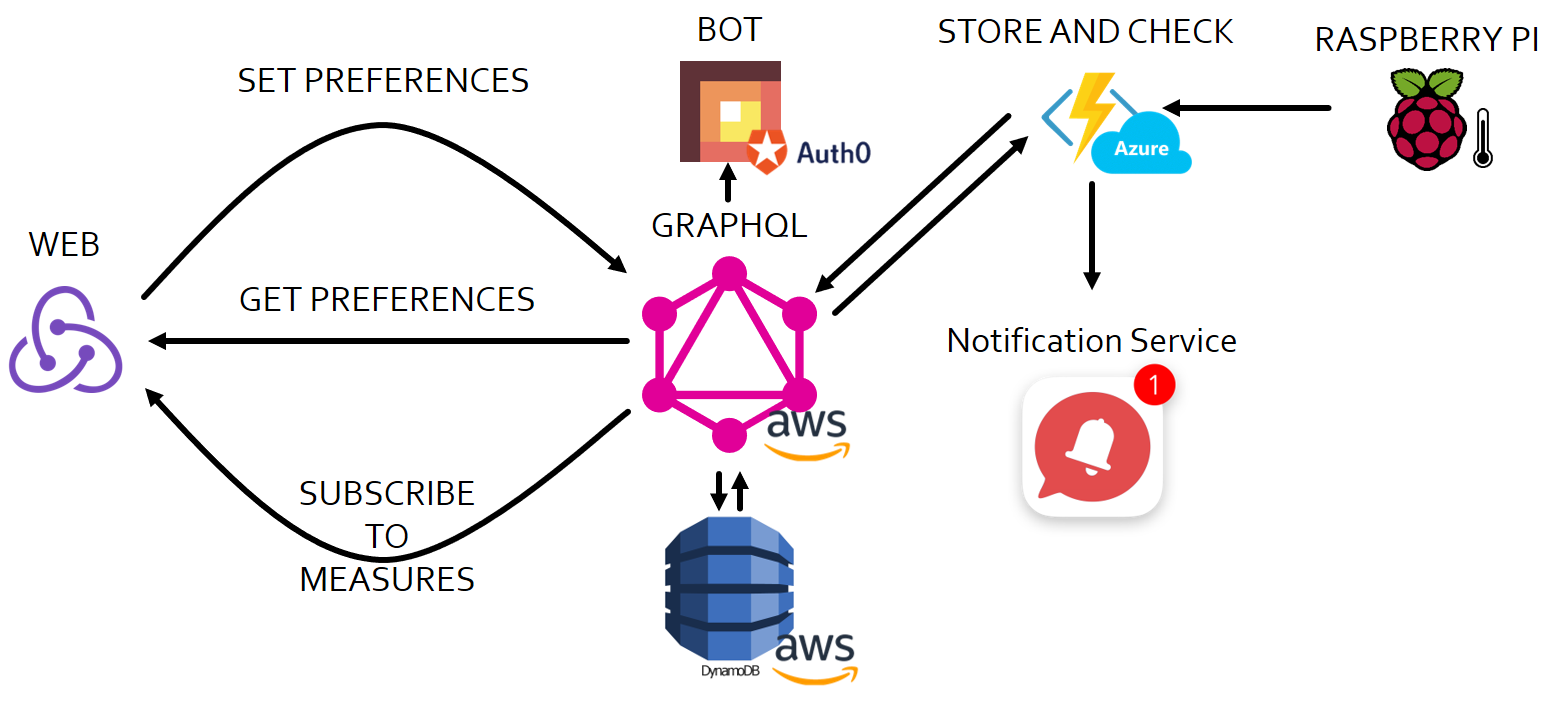 BOT
STORE AND CHECK
RASPBERRY PI
SET PREFERENCES
Auth0
Azure
GRAPHQL
WEB
GET PREFERENCES
Notification Service
1
aws
SUBSCRIBE
TO
MEASURES
aws
DynamoDB